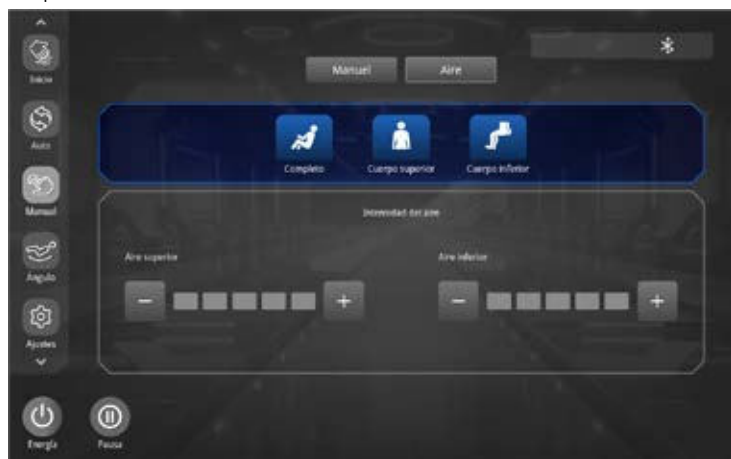 Inicio
Auto
Manual
Angulo
Ajustes
Energía
Pausa
Manuel
Aire
Completo
Cuerpo superior
Cuerpo inferior
Intensidad del aire
Aire superior
Aire inferior